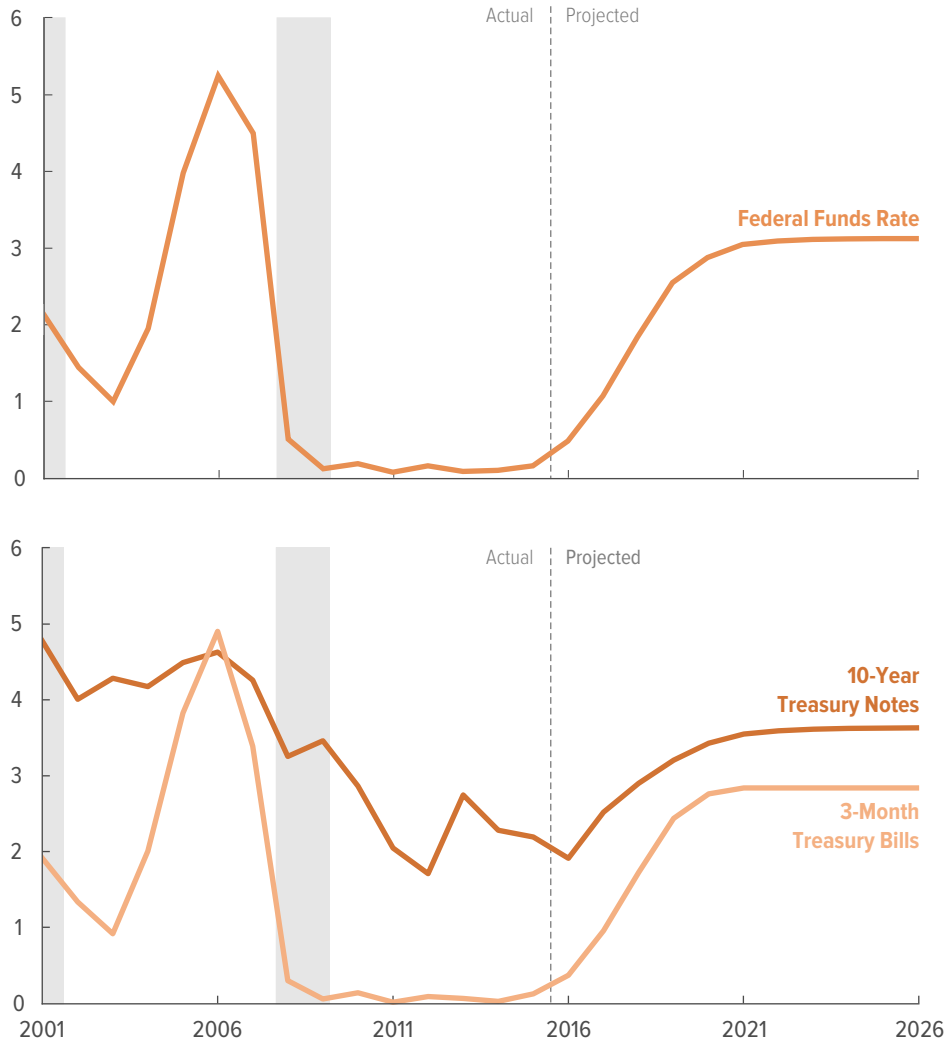 6
Actual
Projected
5
4
Federal Funds Rate
3
2
1
0
6
Actual
Projected
5
10-Year
Treasury Notes
4
3
3-Month
Treasury Bills
2
1
0
2001 2006 2011 2016 2021 2026